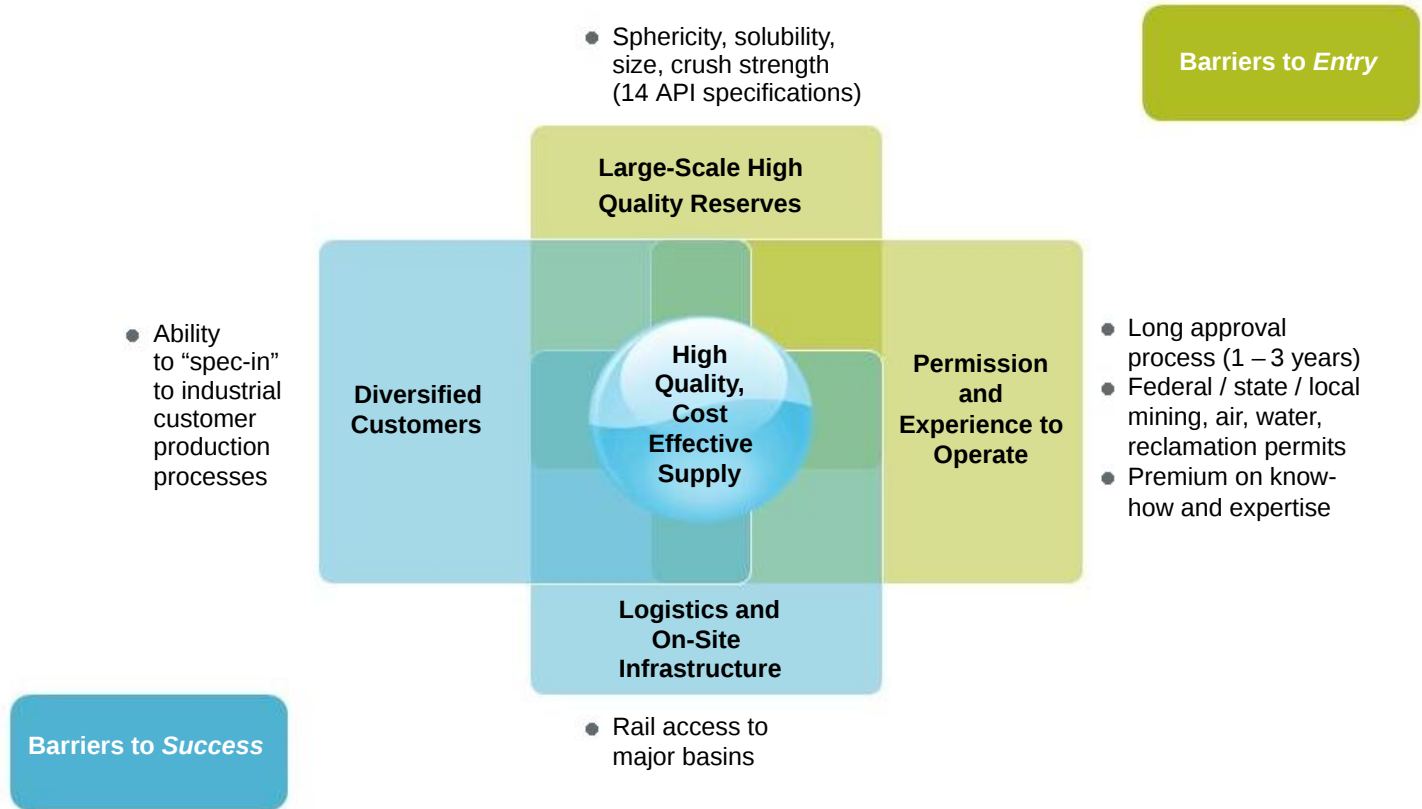 Sphericity, solubility,
size, crush strength
(14 API specifications)
Barriers to Entry
Large-Scale High
Quality Reserves
Ability
to “spec-in”
to industrial
customer
production
processes
Diversified
Customers
High
Quality,
Cost
Effective
Supply
Permission
and
Experience to
Operate
Long approval
process (1 – 3 years)
Federal / state / local
mining, air, water,
reclamation permits
Premium on know-
how and expertise
Logistics and
On-Site
Infrastructure
Barriers to Success
Rail access to
major basins